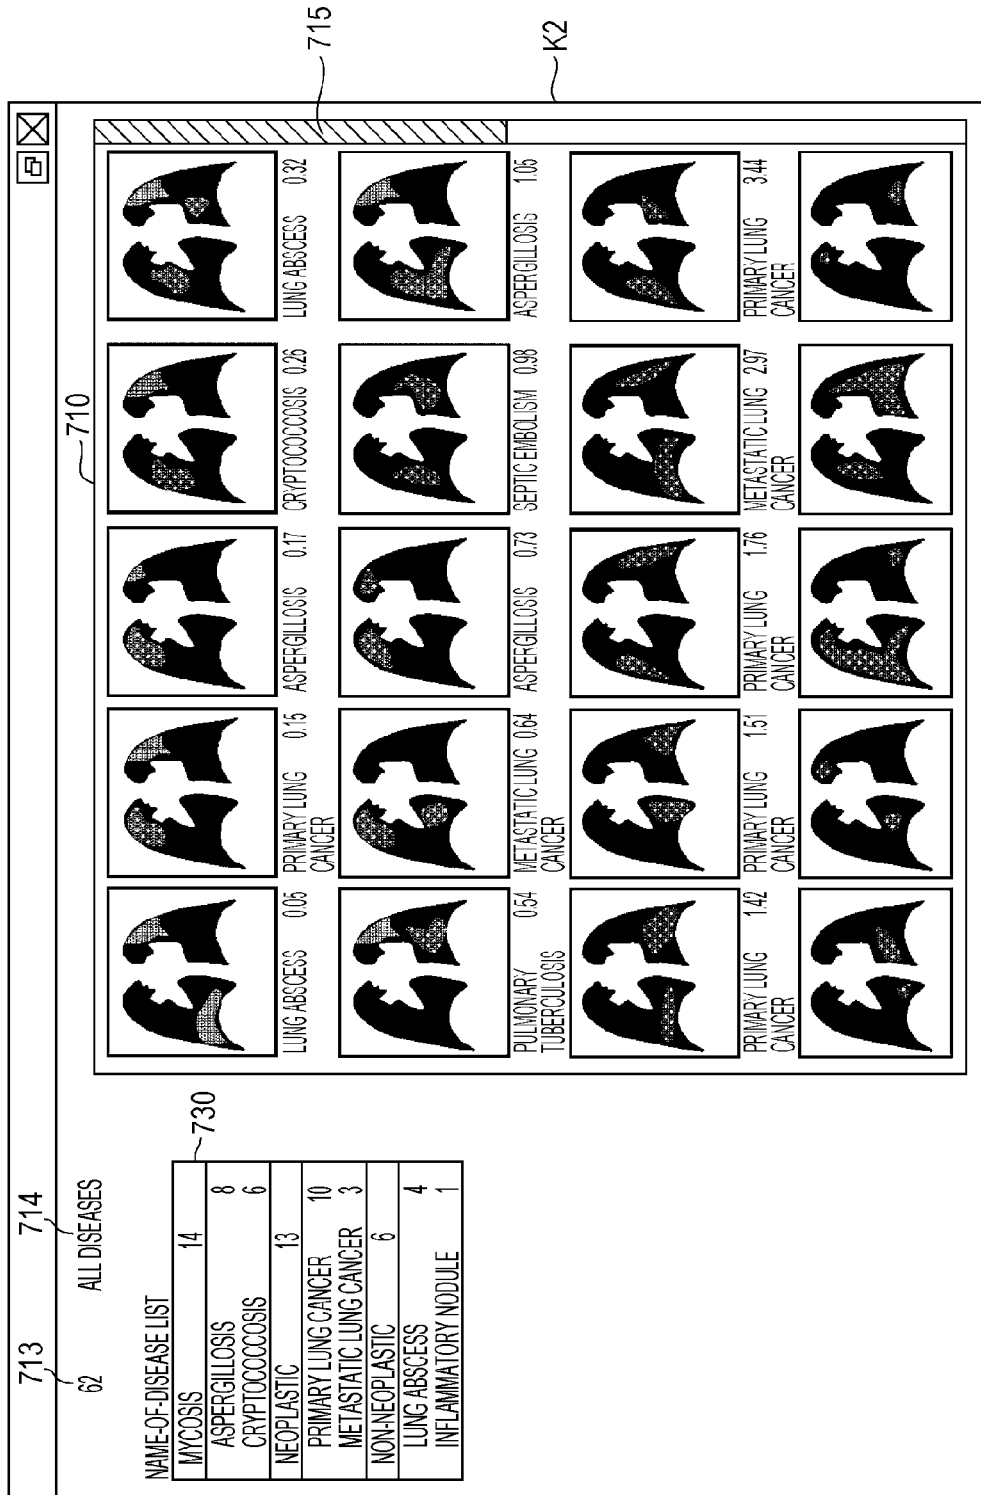 713
62
714
ALL DISEASES
710
715
K2
NAME-OF-DISEASE LIST
730
MYCOSIS 14
ASPERGILLOSIS 8
CRYPTOCOCCOSIS 6
NEOPLASTIC 13
PRIMARY LUNG CANCER 10
METASTATIC LUNG CANCER 3
NON-NEOPLASTIC 6
LUNG ABSCESS 4
INFLAMMATORY NODULE 1
LUNG ABSCESS 0.05
PRIMARY LUNG 0.15
CANCER
ASPERGILLOSIS 0.17
CRYPTOCOCCOSIS 0.26
LUNG ABSCESS 0.32
PULMONARY 0.54
TUBERCULOSIS
METASTATIC LUNG 0.64
CANCER
ASPERGILLOSIS 0.73
SEPTIC EMBOLISM 0.98
ASPERGILLOSIS 1.05
PRIMARY LUNG 1.42
CANCER
PRIMARY LUNG 1.51
CANCER
PRIMARY LUNG 1.76
CANCER
METASTATIC LUNG 2.97
CANCER
PRIMARY LUNG 3.44
CANCER